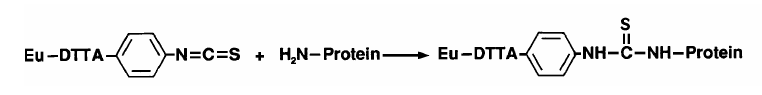 S
Eu–DTTA–N=C=S + H₂N–Protein Eu–DTTA–NH–C–NH–Protein